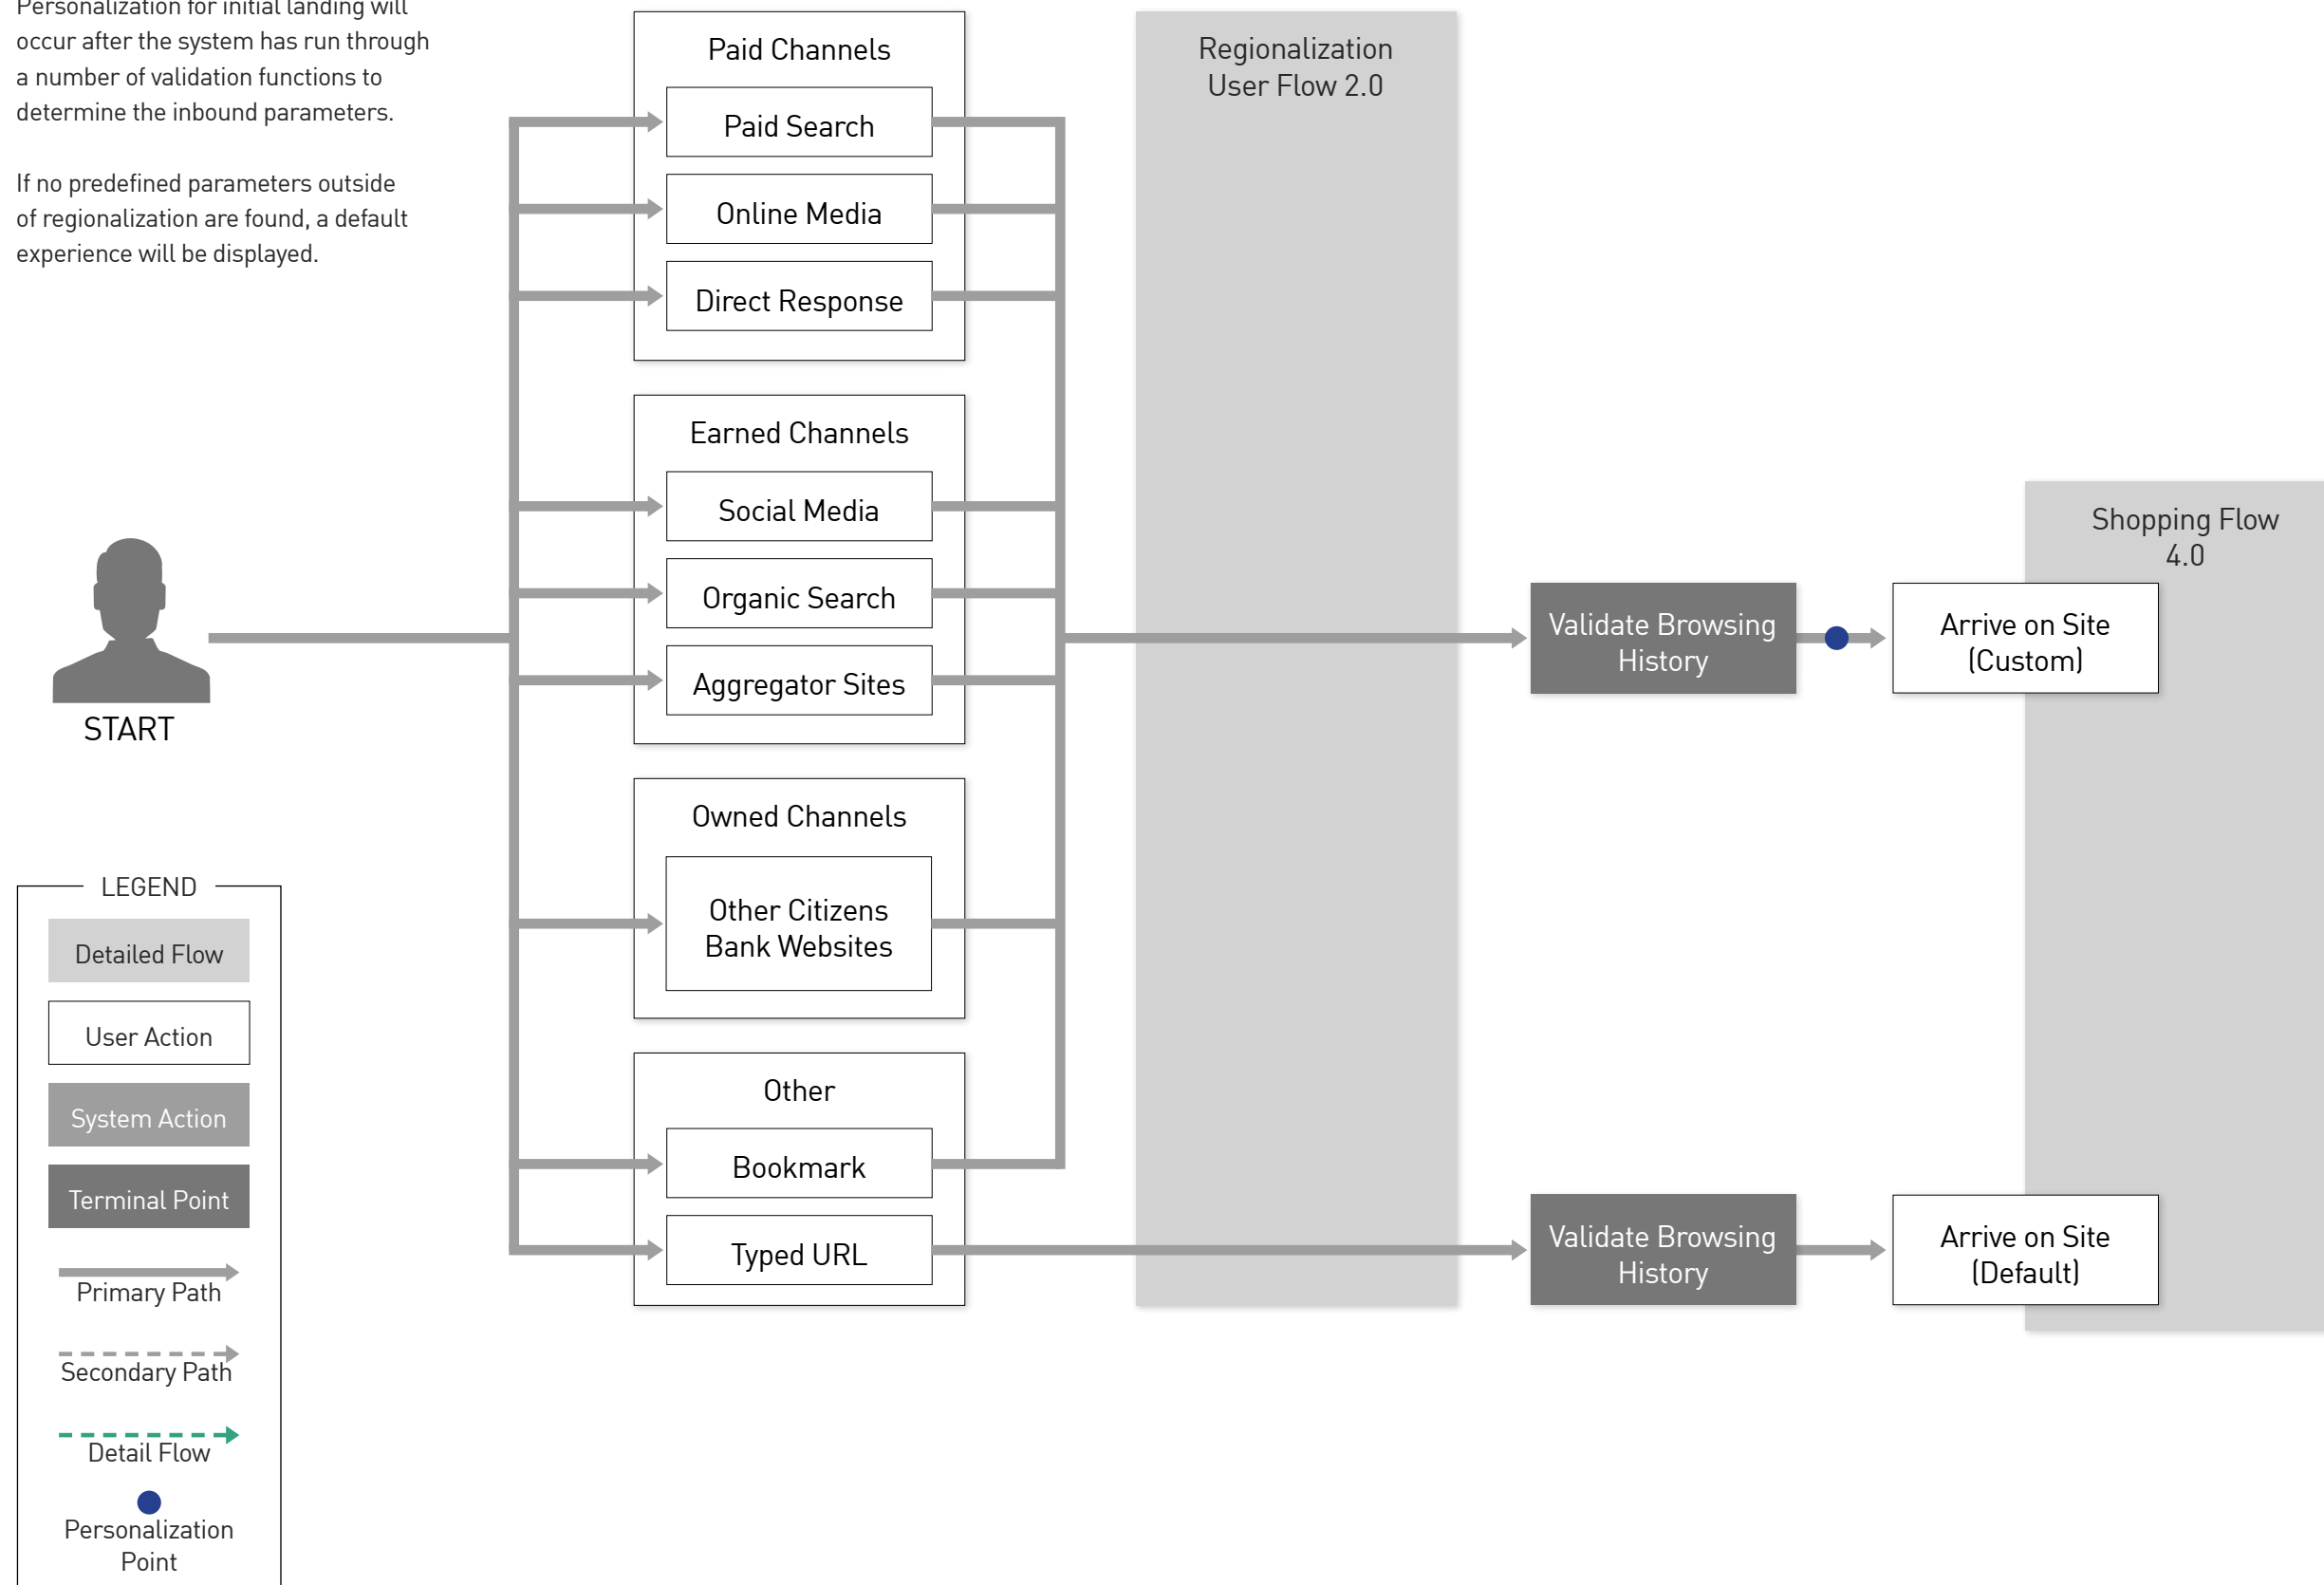 Personalization for initial landing will
occur after the system has run through
a number of validation functions to
determine the inbound parameters.
If no predefined parameters outside
of regionalization are found, a default
experience will be displayed.
START
LEGEND
Detailed Flow
User Action
System Action
Terminal Point
Primary Path
Secondary Path
Detail Flow
Personalization
Point
Paid Channels
Paid Search
Online Media
Direct Response
Earned Channels
Social Media
Organic Search
Aggregator Sites
Owned Channels
Other Citizens
Bank Websites
Other
Bookmark
Typed URL
Regionalization
User Flow 2.0
Validate Browsing
History
Validate Browsing
History
Shopping Flow
4.0
Arrive on Site
(Custom)
Arrive on Site
(Default)